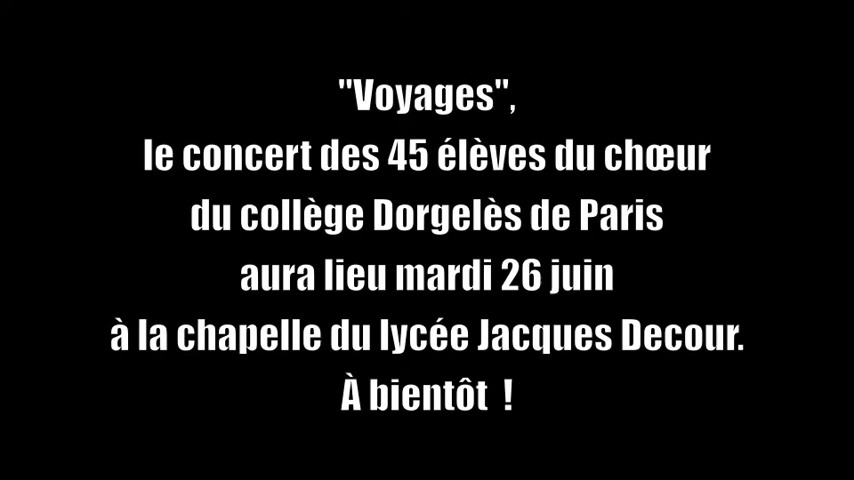 "Voyages",
le concert des 45 élèves du chœur
du collège Dorgelès de Paris
aura lieu mardi 26 juin
à la chapelle du lycée Jacques Decour.
À bientôt !